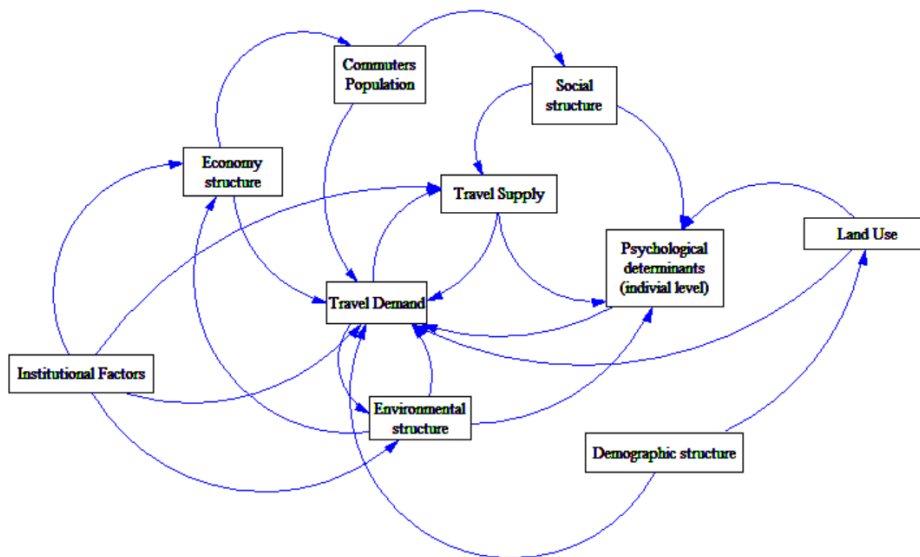 Commuters
Population
Social
structure
Economy
structure
Travel Supply
Psychological
determinants
(indivial level)
Land Use
Travel Demand
Institutional Factors
Environmental
structure
Demographic structure